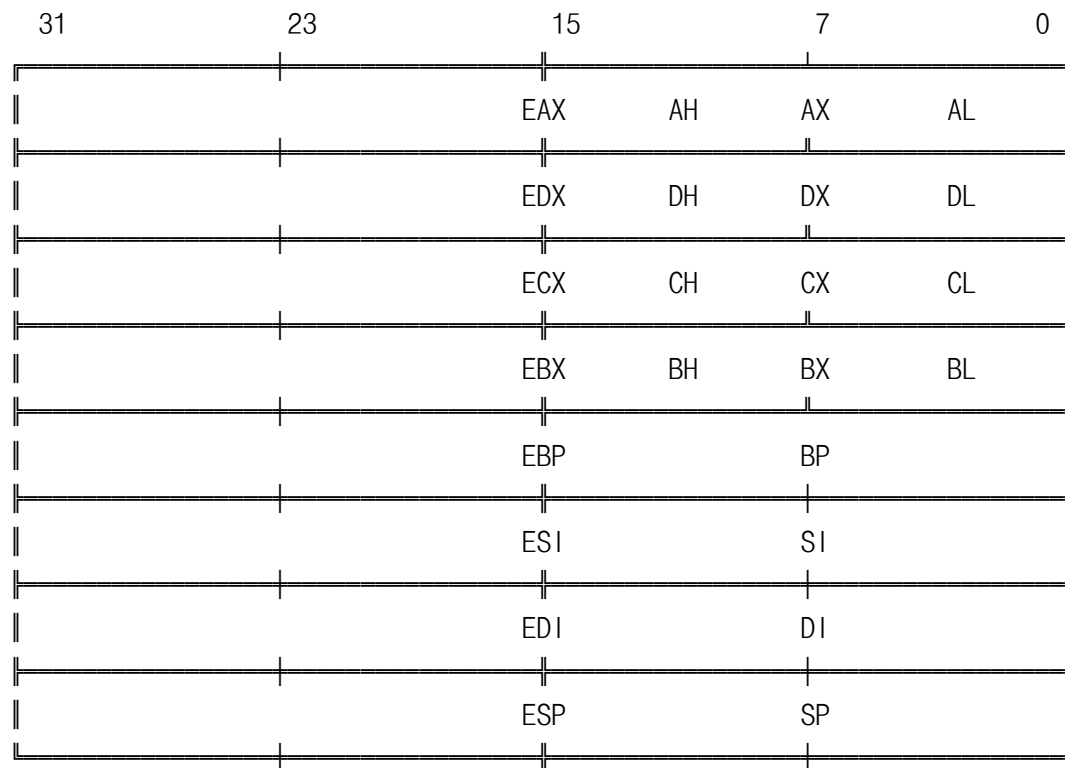 31 23 15 7 0
EAX AH AX AL
EDX DH DX DL
ECX CH CX CL
EBX BH BX BL
EBP BP
ESI SI
EDI DI
ESP SP